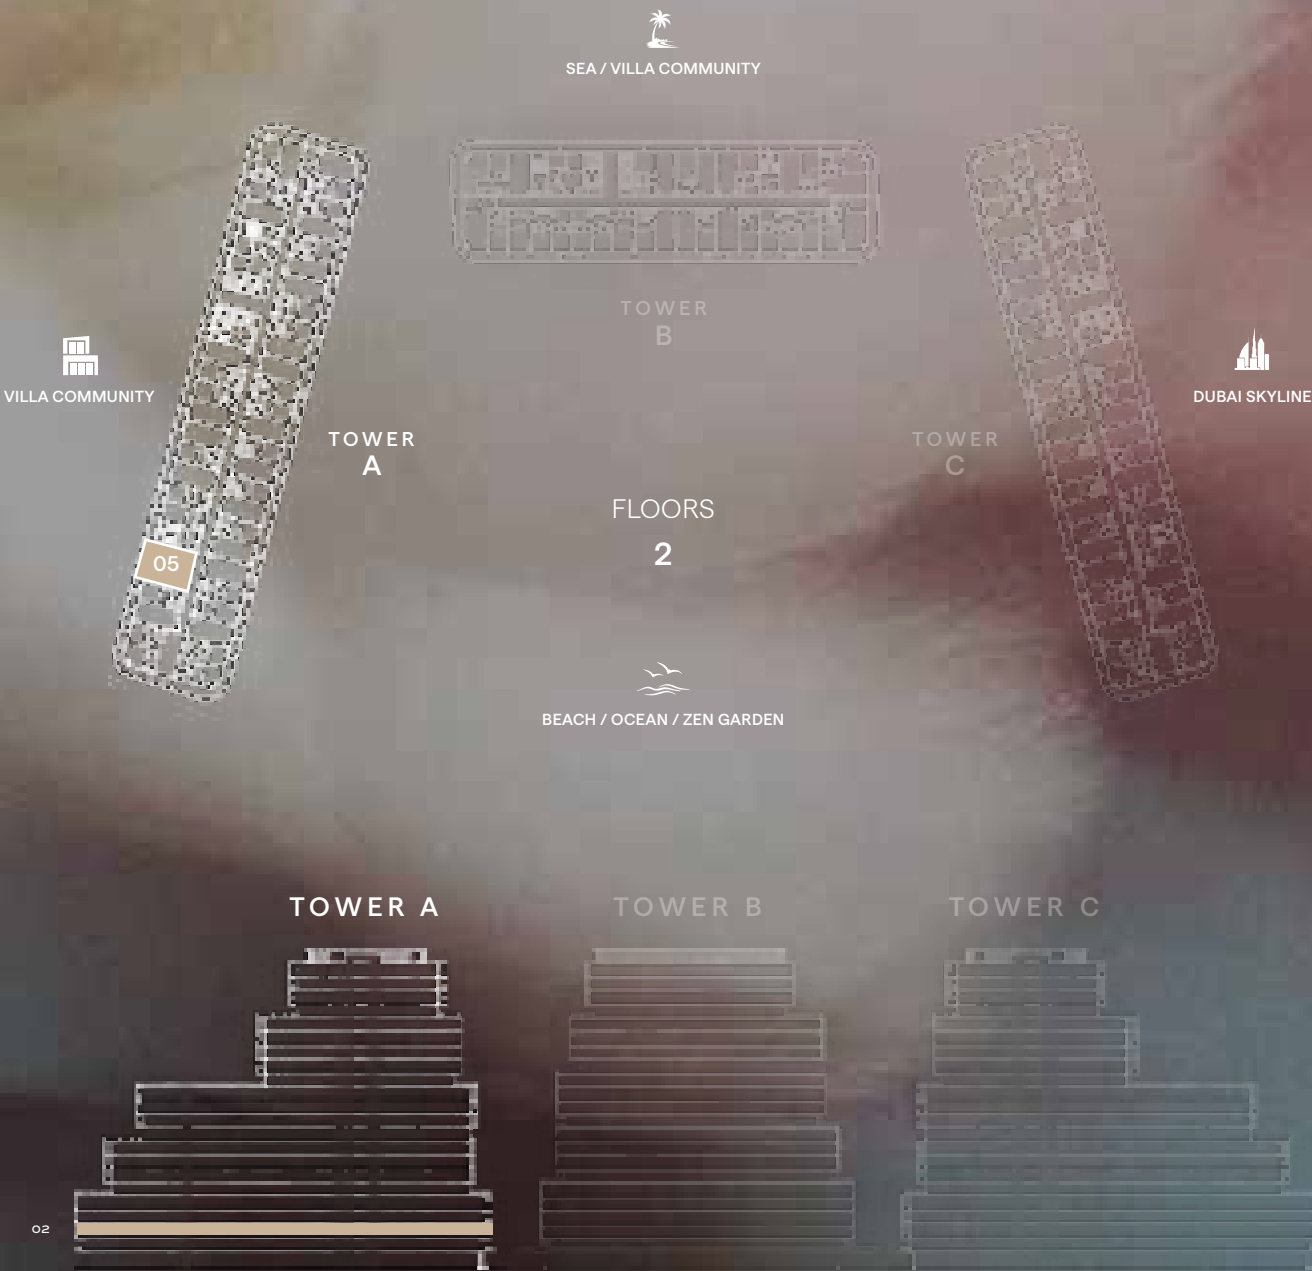 SEA / VILLA COMMUNITY
TOWER
B
VILLA COMMUNITY
DUBAI SKYLINE
TOWER
A
TOWER
C
FLOORS
2
05
BEACH / OCEAN / ZEN GARDEN
TOWER A
TOWER B
TOWER C
02